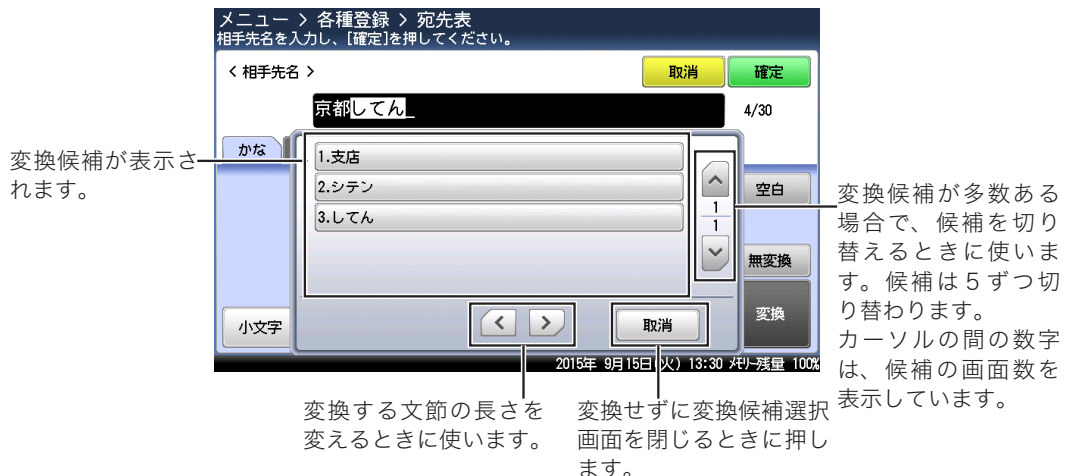 メニュー > 各種登録 > 宛先表
相手先名を入力し、[確定]を押してください。
< 相手先名 >
取消
確定
京都してん_
4/30
かな
1.支店
2.シテン
3.してん
1
1
空白
無変換
変換
小文字
< >
取消
2015年 9月15日(火) 13:30 ﾒﾓﾘｰ残量 100%
変換候補が表示さ
れます。
変換候補が多数ある
場合で、候補を切り
替えるときに使いま
す。候補は５ずつ切
り替わります。
カーソルの間の数字
は、候補の画面数を
表示しています。
変換する文節の長さを
変えるときに使います。
変換せずに変換候補選択
画面を閉じるときに押し
ます。